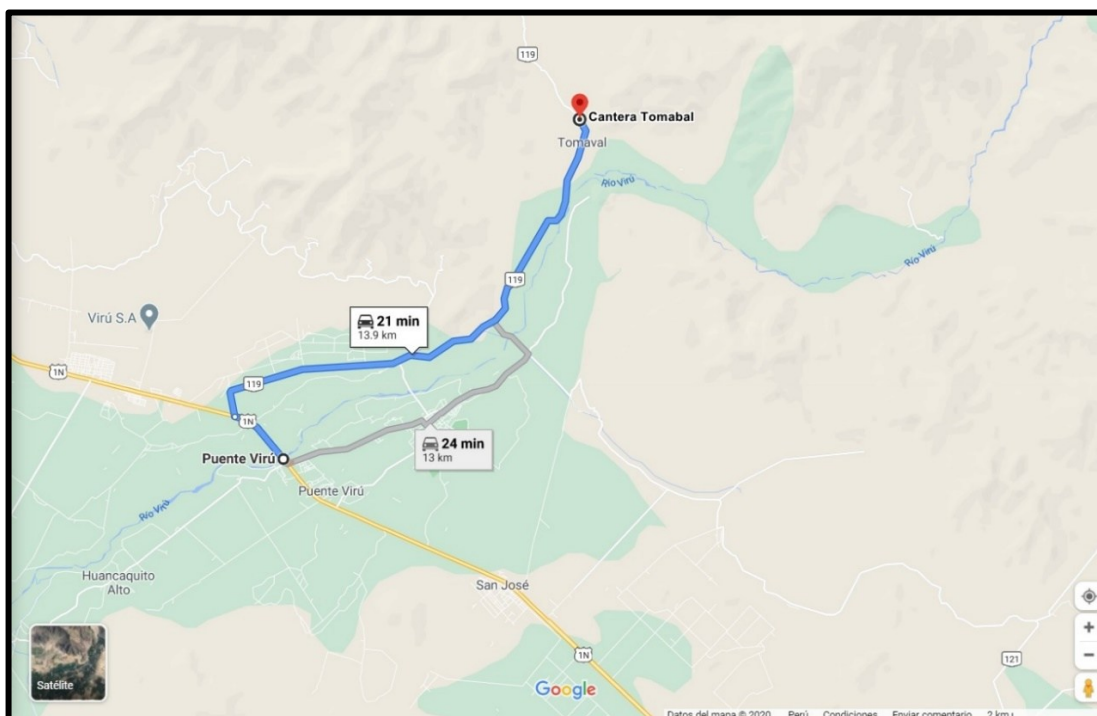 119
Cantera Tomabal
Tomaval
Río Virú
Río Virú
119
Virú S.A
21 min
13.9 km
1N
119
1N
24 min
13 km
Puente Virú
Puente Virú
Río Virú
Huancaquito
Alto
San José
1N
121
Satélite
Google
Datos del mapa © 2020 Perú Condiciones Enviar comentario 2 km